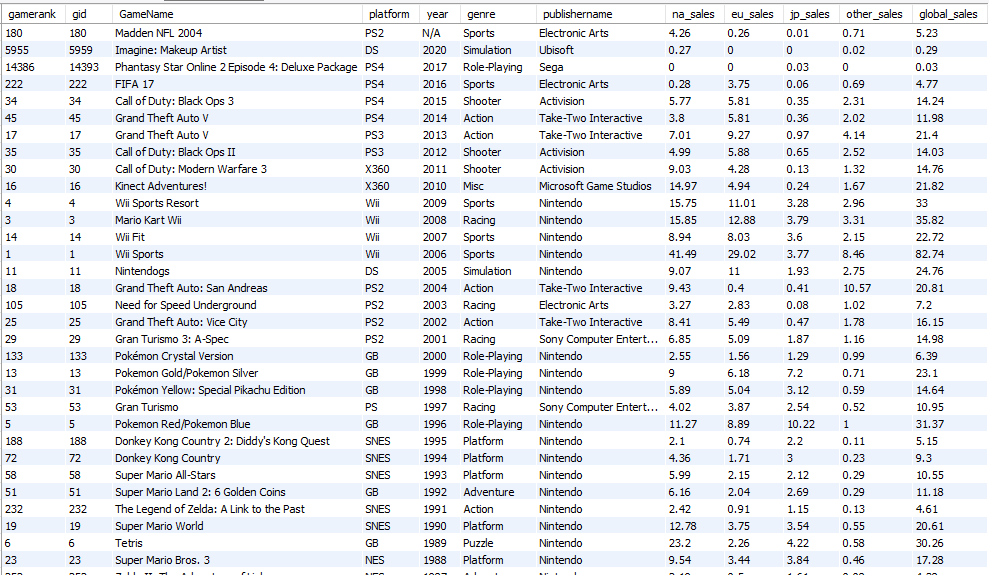 gamerank gid GameName platform year genre publishername na_sales eu_sales jp_sales other_sales global_sales
180 180 Madden NFL 2004 PS2 N/A Sports Electronic Arts 4.26 0.26 0.01 0.71 5.23
5955 5959 Imagine: Makeup Artist DS 2020 Simulation Ubisoft 0.27 0 0 0.02 0.29
14386 14393 Phantasy Star Online 2 Episode 4: Deluxe Package PS4 2017 Role-Playing Sega 0 0 0.03 0 0.03
222 222 FIFA 17 PS4 2016 Sports Electronic Arts 0.28 3.75 0.06 0.69 4.77
34 34 Call of Duty: Black Ops 3 PS4 2015 Shooter Activision 5.77 5.81 0.35 2.31 14.24
45 45 Grand Theft Auto V PS4 2014 Action Take-Two Interactive 3.8 5.81 0.36 2.02 11.98
17 17 Grand Theft Auto V PS3 2013 Action Take-Two Interactive 7.01 9.27 0.97 4.14 21.4
35 35 Call of Duty: Black Ops II PS3 2012 Shooter Activision 4.99 5.88 0.65 2.52 14.03
30 30 Call of Duty: Modern Warfare 3 X360 2011 Shooter Activision 9.03 4.28 0.13 1.32 14.76
16 16 Kinect Adventures! X360 2010 Misc Microsoft Game Studios 14.97 4.94 0.24 1.67 21.82
4 4 Wii Sports Resort Wii 2009 Sports Nintendo 15.75 11.01 3.28 2.96 33
3 3 Mario Kart Wii Wii 2008 Racing Nintendo 15.85 12.88 3.79 3.31 35.82
14 14 Wii Fit Wii 2007 Sports Nintendo 8.94 8.03 3.6 2.15 22.72
1 1 Wii Sports Wii 2006 Sports Nintendo 41.49 29.02 3.77 8.46 82.74
11 11 Nintendogs DS 2005 Simulation Nintendo 9.07 11 1.93 2.75 24.76
18 18 Grand Theft Auto: San Andreas PS2 2004 Action Take-Two Interactive 9.43 0.4 0.41 10.57 20.81
105 105 Need for Speed Underground PS2 2003 Racing Electronic Arts 3.27 2.83 0.08 1.02 7.2
25 25 Grand Theft Auto: Vice City PS2 2002 Action Take-Two Interactive 8.41 5.49 0.47 1.78 16.15
29 29 Gran Turismo 3: A-Spec PS2 2001 Racing Sony Computer Entert... 6.85 5.09 1.87 1.16 14.98
133 133 Pokémon Crystal Version GB 2000 Role-Playing Nintendo 2.55 1.56 1.29 0.99 6.39
13 13 Pokemon Gold/Pokemon Silver GB 1999 Role-Playing Nintendo 9 6.18 7.2 0.71 23.1
31 31 Pokémon Yellow: Special Pikachu Edition GB 1998 Role-Playing Nintendo 5.89 5.04 3.12 0.59 14.64
53 53 Gran Turismo PS 1997 Racing Sony Computer Entert... 4.02 3.87 2.54 0.52 10.95
5 5 Pokemon Red/Pokemon Blue GB 1996 Role-Playing Nintendo 11.27 8.89 10.22 1 31.37
188 188 Donkey Kong Country 2: Diddy's Kong Quest SNES 1995 Platform Nintendo 2.1 0.74 2.2 0.11 5.15
72 72 Donkey Kong Country SNES 1994 Platform Nintendo 4.36 1.71 3 0.23 9.3
58 58 Super Mario All-Stars SNES 1993 Platform Nintendo 5.99 2.15 2.12 0.29 10.55
51 51 Super Mario Land 2: 6 Golden Coins GB 1992 Adventure Nintendo 6.16 2.04 2.69 0.29 11.18
232 232 The Legend of Zelda: A Link to the Past SNES 1991 Action Nintendo 2.42 0.91 1.15 0.13 4.61
19 19 Super Mario World SNES 1990 Platform Nintendo 12.78 3.75 3.54 0.55 20.61
6 6 Tetris GB 1989 Puzzle Nintendo 23.2 2.26 4.22 0.58 30.26
23 23 Super Mario Bros. 3 NES 1988 Platform Nintendo 9.54 3.44 3.84 0.46 17.28